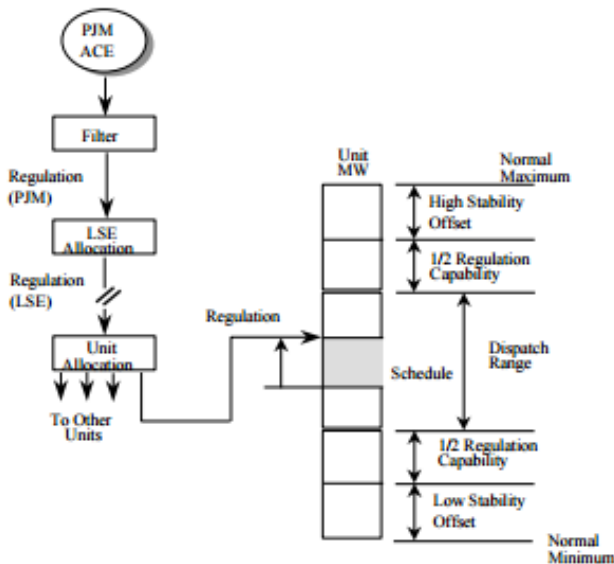 PJM
ACE
Filter
Regulation
(PJM)
LSE
Allocation
Regulation
(LSE)
Unit
Allocation
To Other
Units
Regulation
Unit
MW
Normal
Maximum
High Stability
Offset
1/2 Regulation
Capability
Dispatch
Range
Schedule
1/2 Regulation
Capability
Low Stability
Offset
Normal
Minimum